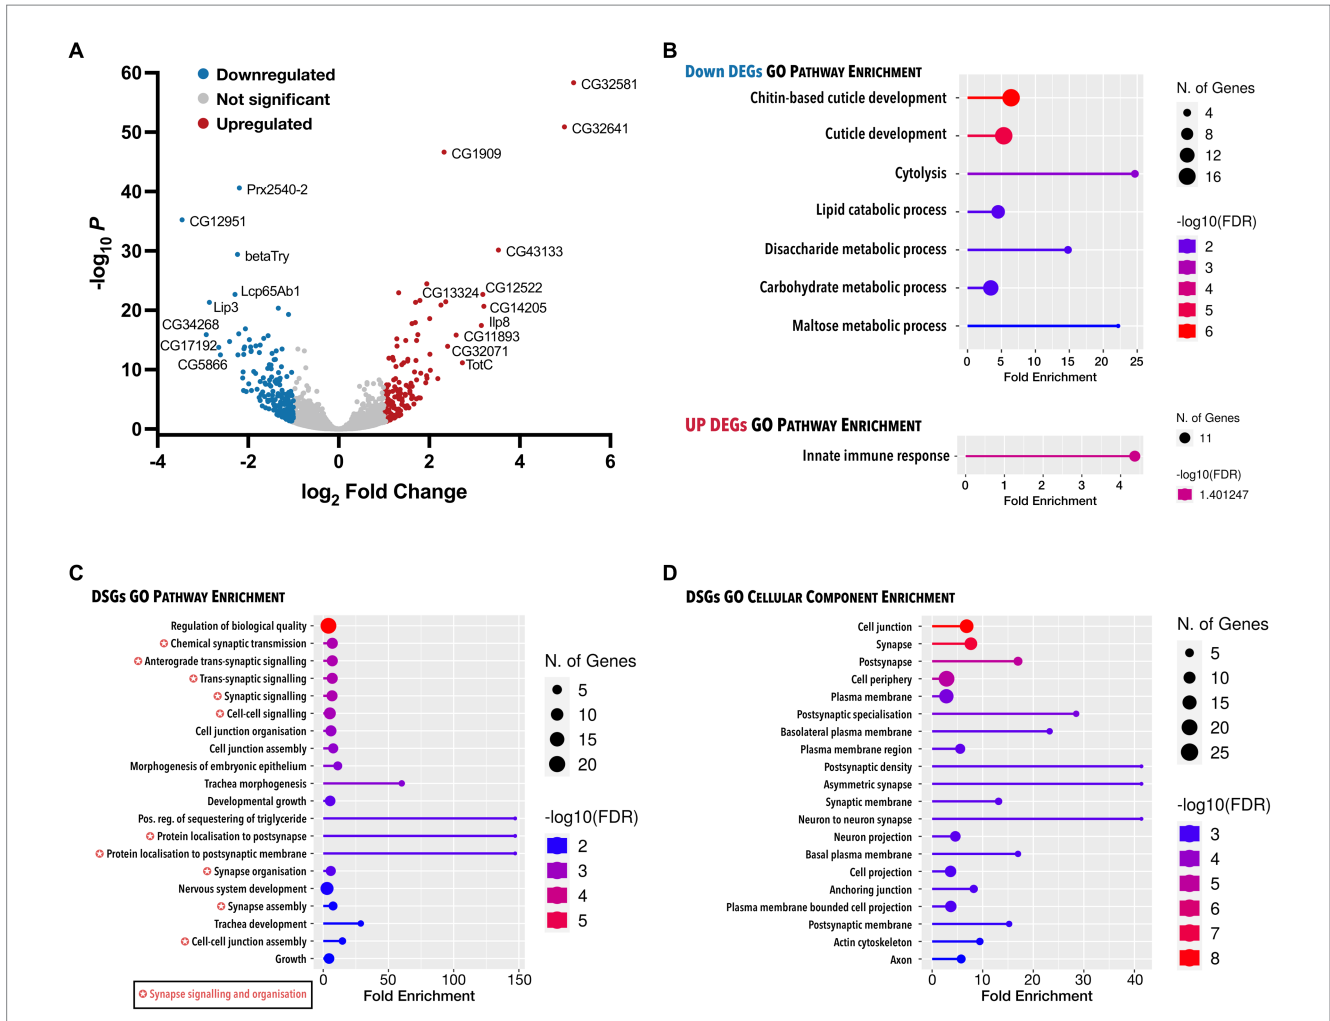 A
Downregulated
Not significant
Upregulated
60
50
40
30
20
10
0
-log10 P
CG32581
CG32641
CG1909
Prx2540-2
CG12951
betaTry
CG43133
Lcp65Ab1
Lip3
CG13324
CG12522
CG14205
Ilp8
CG34268
CG11893
CG17192
CG32071
CG5866
TotC
-4
-2
0
2
4
6
log2 Fold Change
B
Down DEGs GO Pathway Enrichment
Chitin-based cuticle development
Cuticle development
Cytolysis
Lipid catabolic process
Disaccharide metabolic process
Carbohydrate metabolic process
Maltose metabolic process
0
5
10
15
20
25
Fold Enrichment
N. of Genes
4
8
12
16
-log10(FDR)
2
3
4
5
6
UP DEGs GO Pathway Enrichment
Innate immune response
0
1
2
3
4
Fold Enrichment
N. of Genes
11
-log10(FDR)
1.401247
C
DSGs GO Pathway Enrichment
Regulation of biological quality
✪ Chemical synaptic transmission
✪ Anterograde trans-synaptic signalling
✪ Trans-synaptic signalling
✪ Synaptic signalling
✪ Cell-cell signalling
Cell junction organisation
Cell junction assembly
Morphogenesis of embryonic epithelium
Trachea morphogenesis
Developmental growth
Pos. reg. of sequestering of triglyceride
✪ Protein localisation to postsynapse
✪ Protein localisation to postsynaptic membrane
✪ Synapse organisation
Nervous system development
✪ Synapse assembly
Trachea development
✪ Cell-cell junction assembly
Growth
0
50
100
150
Fold Enrichment
✪ Synapse signalling and organisation
N. of Genes
5
10
15
20
-log10(FDR)
2
3
4
5
D
DSGs GO Cellular Component Enrichment
Cell junction
Synapse
Postsynapse
Cell periphery
Plasma membrane
Postsynaptic specialisation
Basolateral plasma membrane
Plasma membrane region
Postsynaptic density
Asymmetric synapse
Synaptic membrane
Neuron to neuron synapse
Neuron projection
Basal plasma membrane
Cell projection
Anchoring junction
Plasma membrane bounded cell projection
Postsynaptic membrane
Actin cytoskeleton
Axon
0
10
20
30
40
Fold Enrichment
N. of Genes
5
10
15
20
25
-log10(FDR)
3
4
5
6
7
8